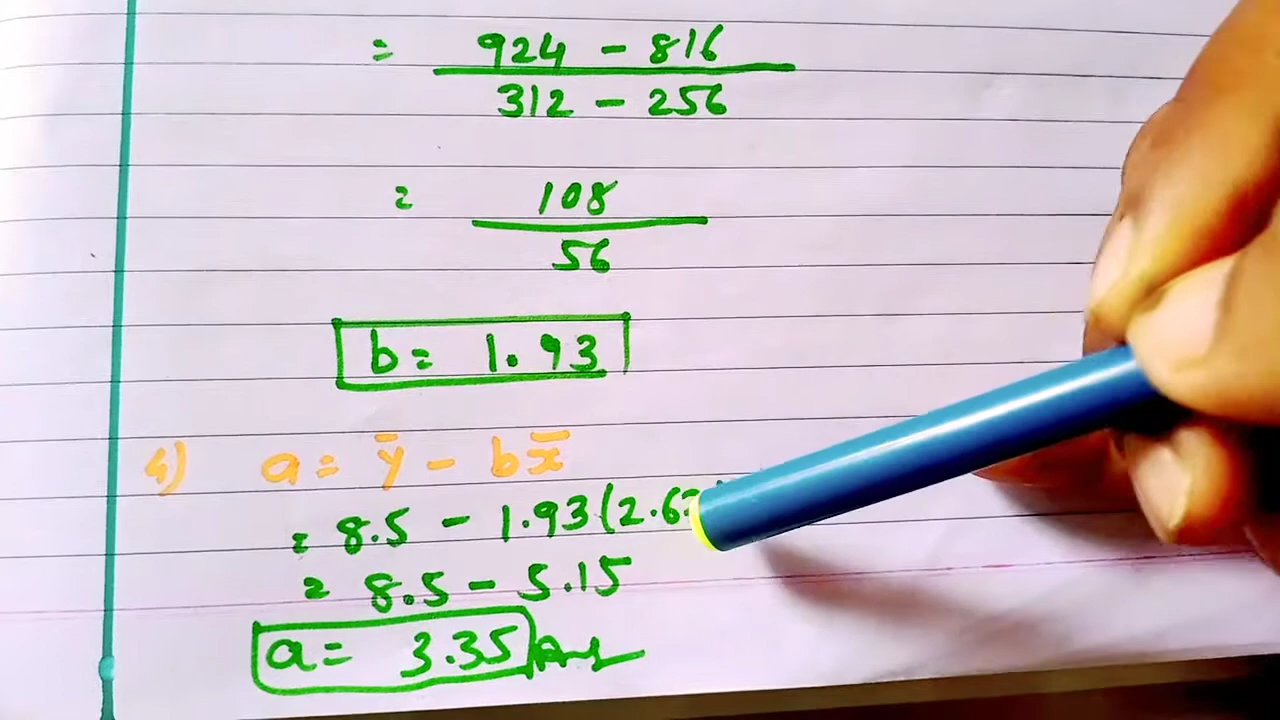 = 924 - 816
312 - 256
= 108
56
b = 1.93
4) a = ȳ - bx̄
= 8.5 - 1.93(2.6
= 8.5 - 5.15
a = 3.35 Ans